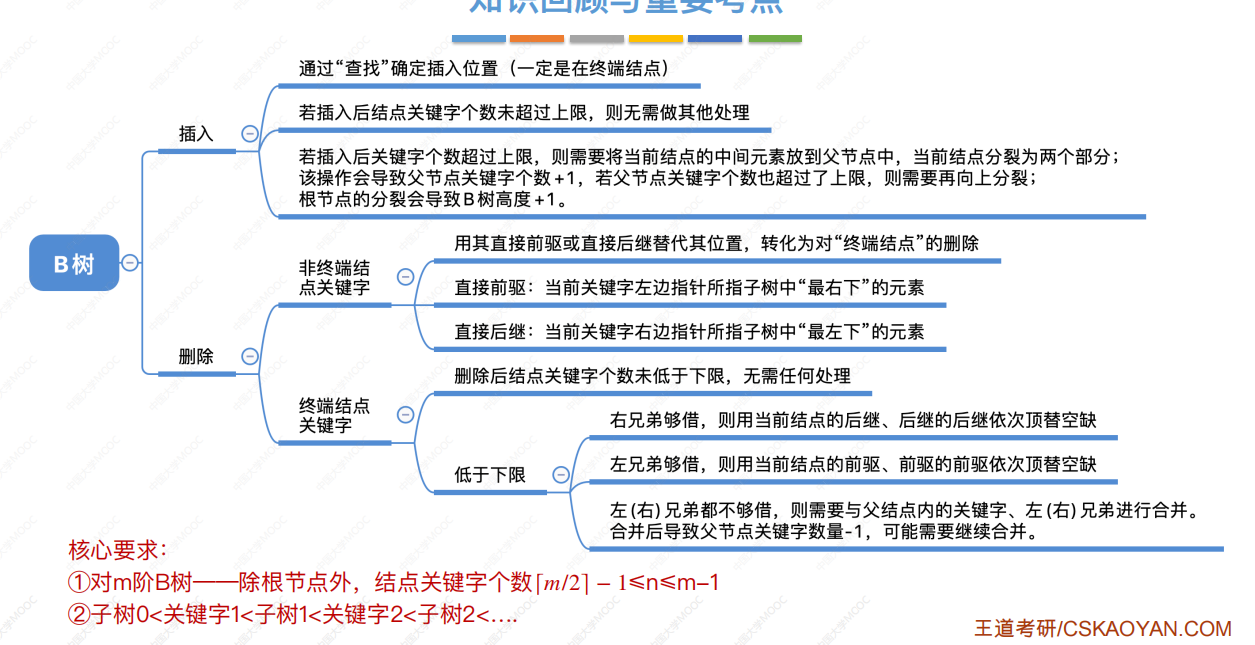 知识回顾与重要考点
通过“查找”确定插入位置（一定是在终端结点）
若插入后结点关键字个数未超过上限，则无需做其他处理
插入
若插入后关键字个数超过上限，则需要将当前结点的中间元素放到父节点中，当前结点分裂为两个部分；
该操作会导致父节点关键字个数+1，若父节点关键字个数也超过了上限，则需要再向上分裂；
根节点的分裂会导致B树高度+1。
B树
用其直接前驱或直接后继替代其位置，转化为对“终端结点”的删除
非终端结
点关键字
直接前驱：当前关键字左边指针所指子树中“最右下”的元素
直接后继：当前关键字右边指针所指子树中“最左下”的元素
删除
删除后结点关键字个数未低于下限，无需任何处理
终端结点
关键字
右兄弟够借，则用当前结点的后继、后继的后继依次顶替空缺
低于下限
左兄弟够借，则用当前结点的前驱、前驱的前驱依次顶替空缺
左(右)兄弟都不够借，则需要与父结点内的关键字、左(右)兄弟进行合并。
合并后导致父节点关键字数量-1，可能需要继续合并。
核心要求：
①对m阶B树——除根节点外，结点关键字个数⌈m/2⌉ − 1≤n≤m-1
②子树0<关键字1<子树1<关键字2<子树2<….
王道考研/CSKAOYAN.COM
中国大学MOOC